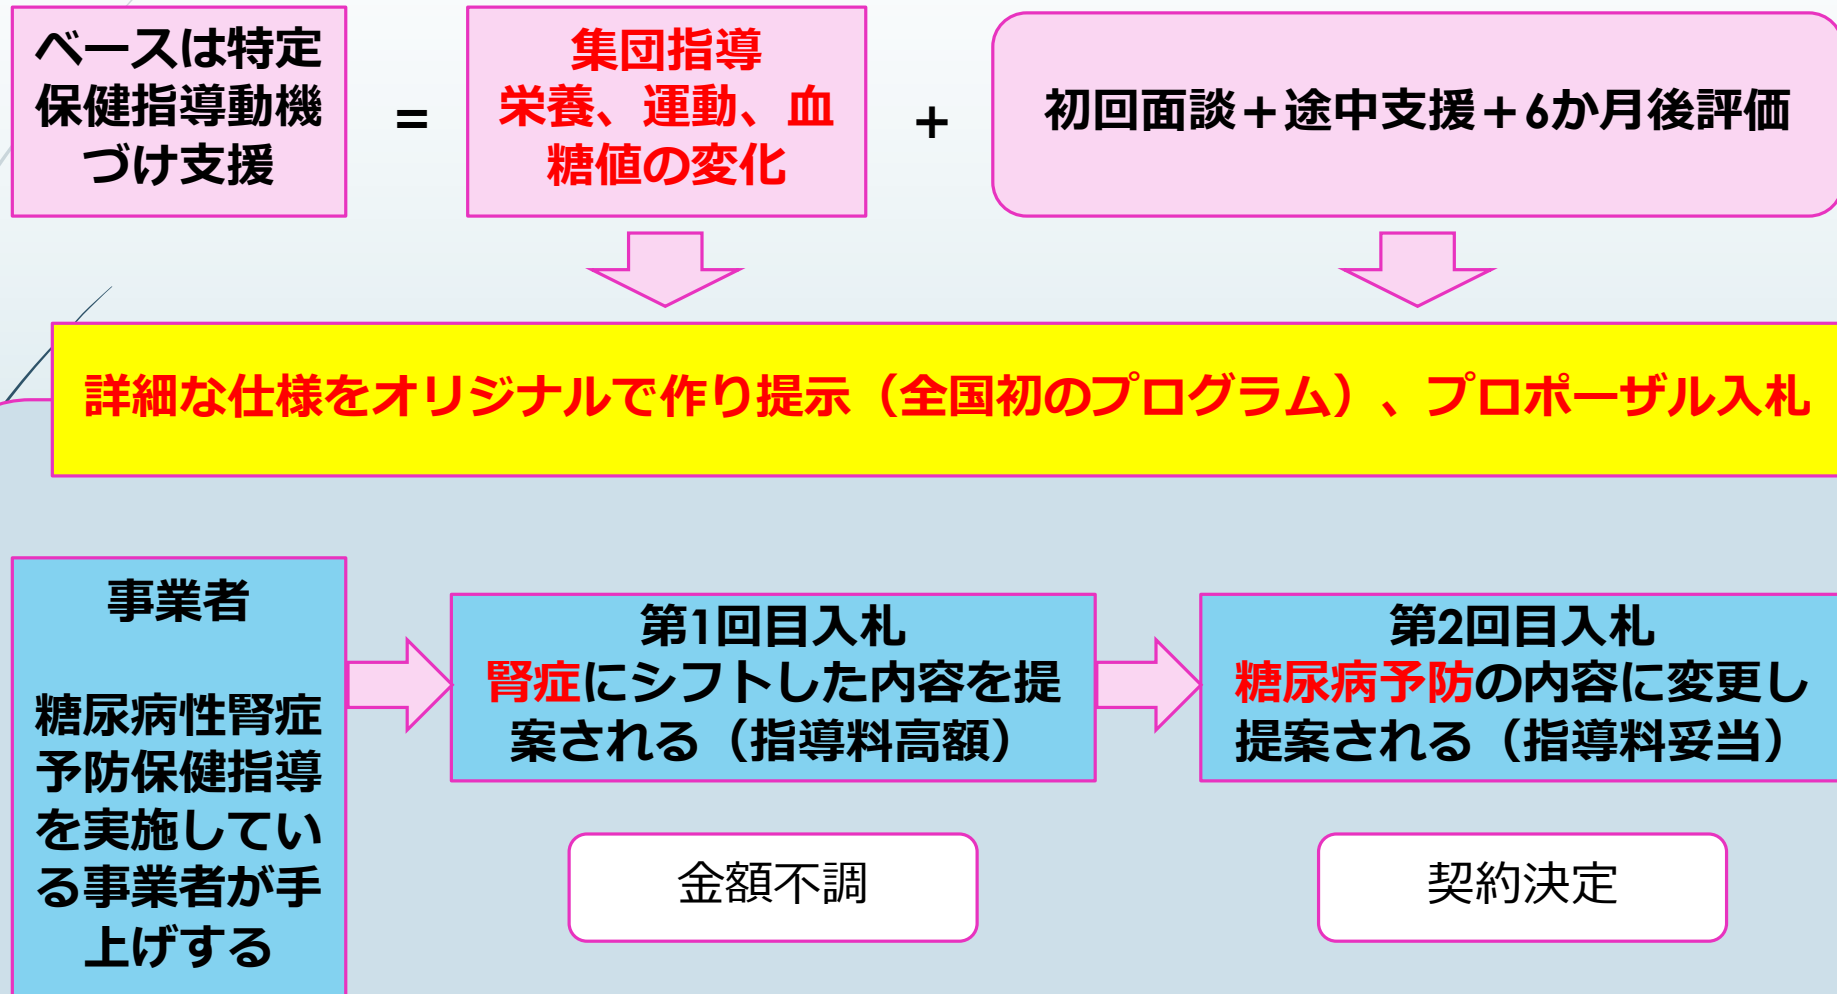 ベースは特定
保健指導動機
づけ支援
=
集団指導
栄養、運動、血
糖値の変化
+
初回面談＋途中支援＋6か月後評価
詳細な仕様をオリジナルで作り提示（全国初のプログラム）、プロポーザル入札
事業者
糖尿病性腎症
予防保健指導
を実施してい
る事業者が手
上げする
第1回目入札
腎症にシフトした内容を提
案される（指導料高額）
第2回目入札
糖尿病予防の内容に変更し
提案される（指導料妥当）
金額不調
契約決定